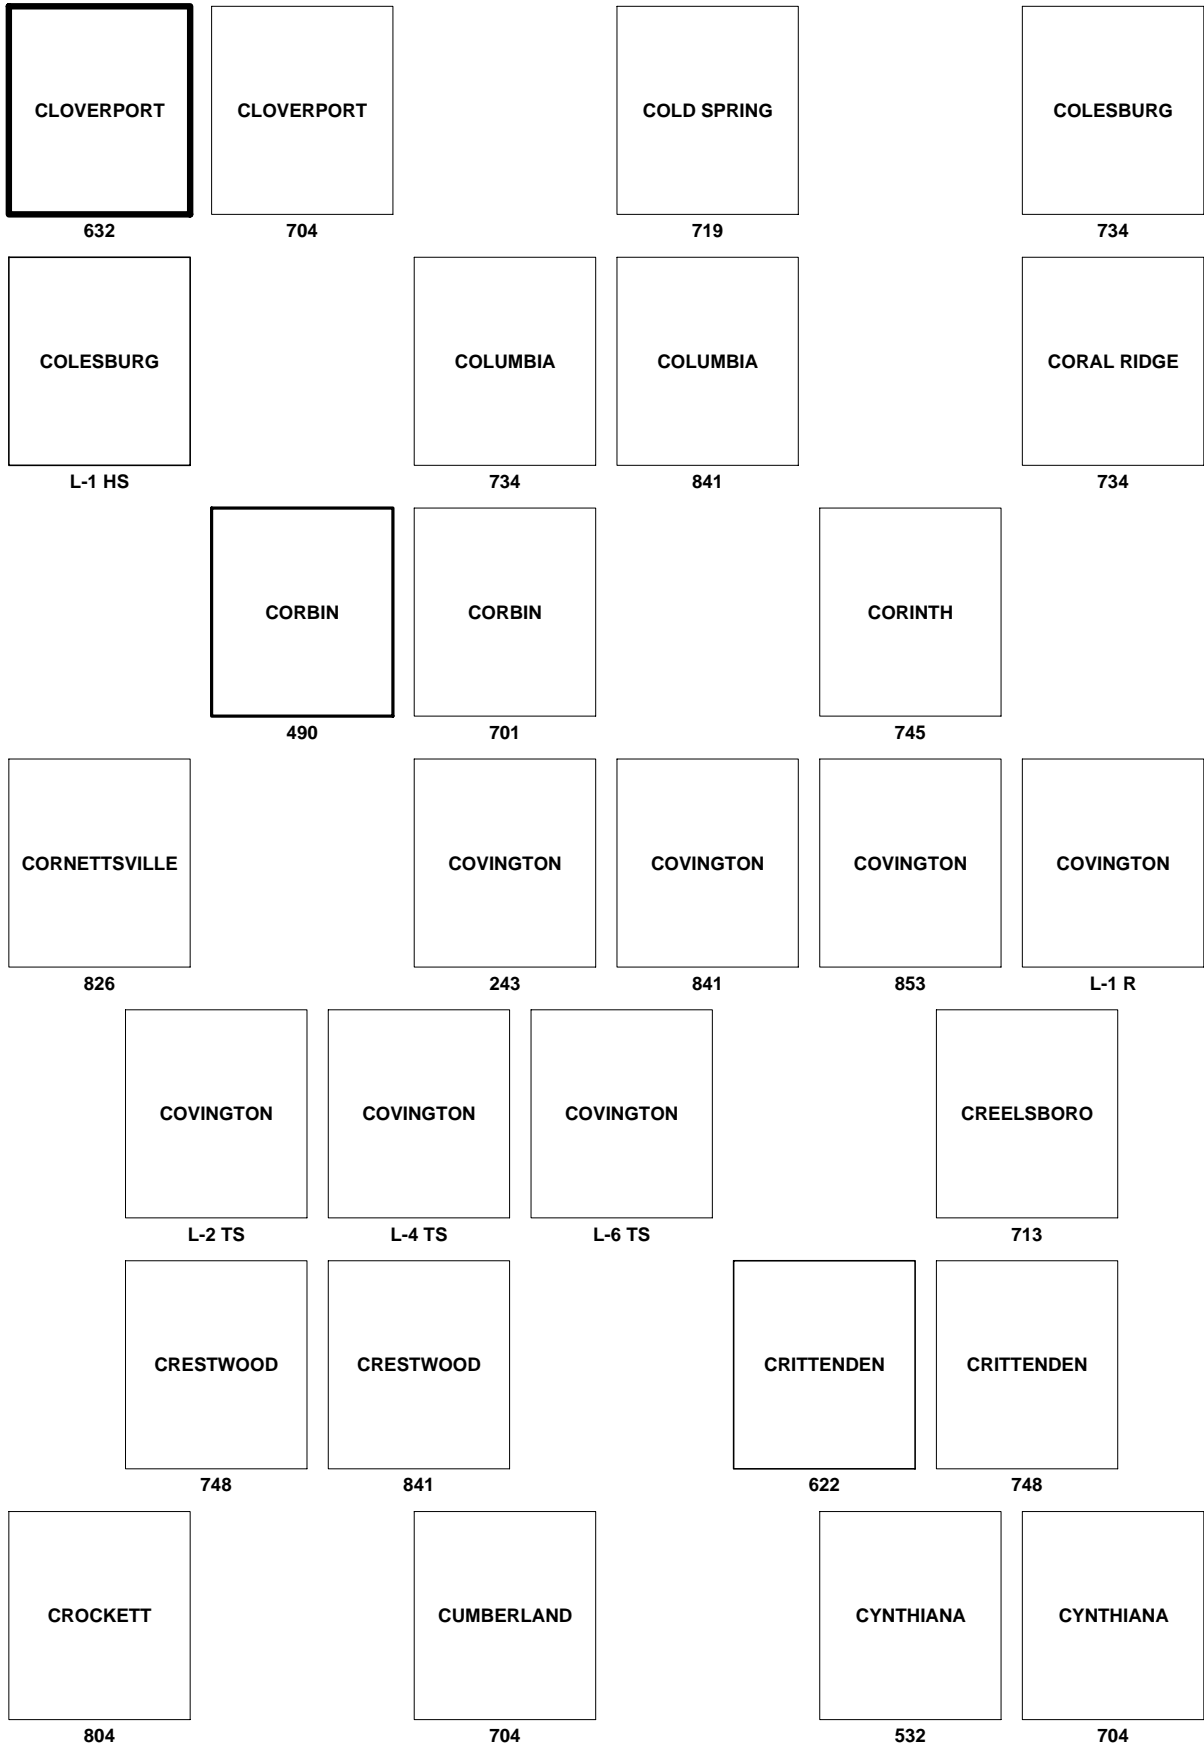 CLOVERPORT CLOVERPORT COLD SPRING COLESBURG
632 704 719 734
COLESBURG COLUMBIA COLUMBIA CORAL RIDGE
L-1 HS 734 841 734
CORBIN CORBIN CORINTH
490 701 745
CORNETTSVILLE COVINGTON COVINGTON COVINGTON COVINGTON
826 243 841 853 L-1 R
COVINGTON COVINGTON COVINGTON CREELSBORO
L-2 TS L-4 TS L-6 TS 713
CRESTWOOD CRESTWOOD CRITTENDEN CRITTENDEN
748 841 622 748
CROCKETT CUMBERLAND CYNTHIANA CYNTHIANA
804 704 532 704